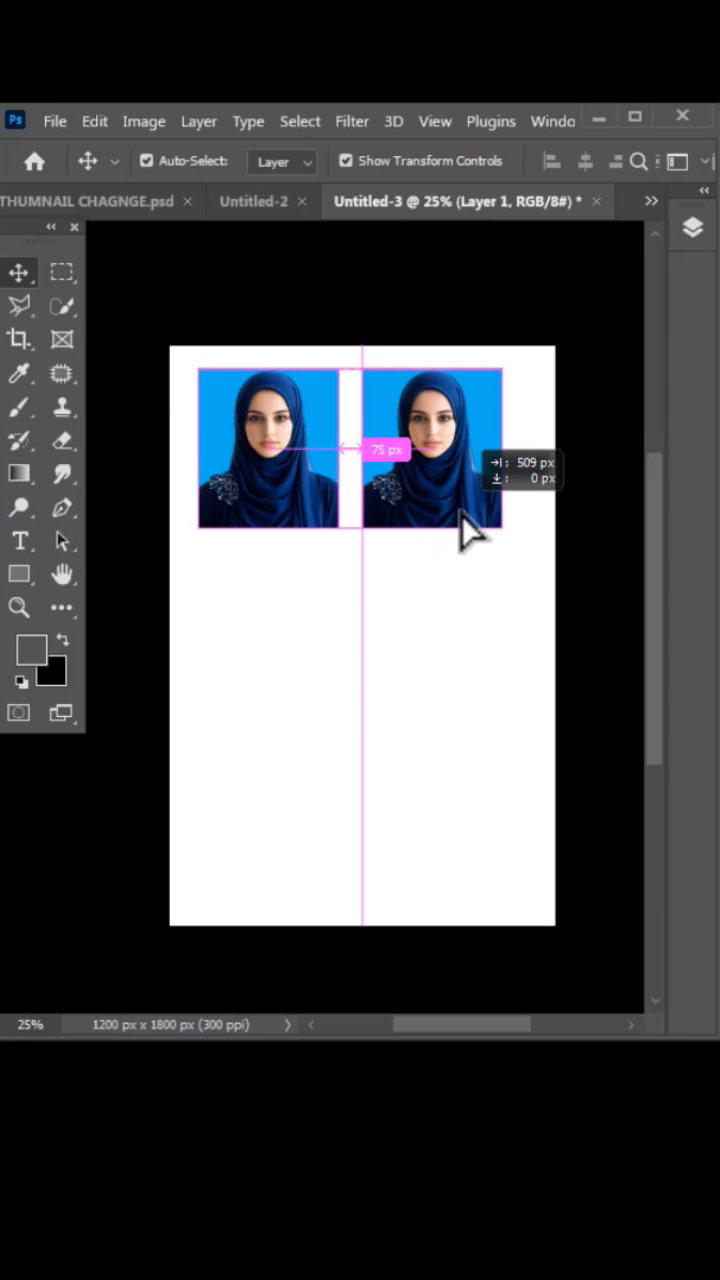 Ps File Edit Image Layer Type Select Filter 3D View Plugins Windo
Auto-Select: Layer Show Transform Controls
THUMNAIL CHAGNGE.psd × Untitled-2 × Untitled-3 @ 25% (Layer 1, RGB/8#) * ×
75 px
509 px
0 px
T
25% 1200 px x 1800 px (300 ppi)